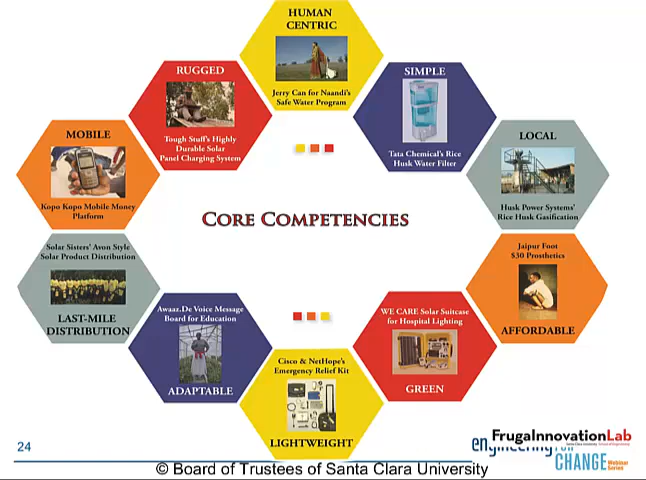 HUMAN
CENTRIC
Jerry Can for Naandi's
Safe Water Program
RUGGED
Tough Stuff's Highly
Durable Solar
Panel Charging System
SIMPLE
Tata Chemical's Rice
Husk Water Filter
MOBILE
Kopo Kopo Mobile Money
Platform
LOCAL
Husk Power Systems'
Rice Husk Gasification
CORE COMPETENCIES
Solar Sisters' Avon Style
Solar Product Distribution
LAST-MILE
DISTRIBUTION
Jaipur Foot
$30 Prosthetics
AFFORDABLE
Awaaz.De Voice Message
Board for Education
ADAPTABLE
WE CARE Solar Suitcase
for Hospital Lighting
GREEN
Cisco & NetHope's
Emergency Relief Kit
LIGHTWEIGHT
24
FrugaInnovationLab
engineering
CHANGE Webinar Series
© Board of Trustees of Santa Clara University